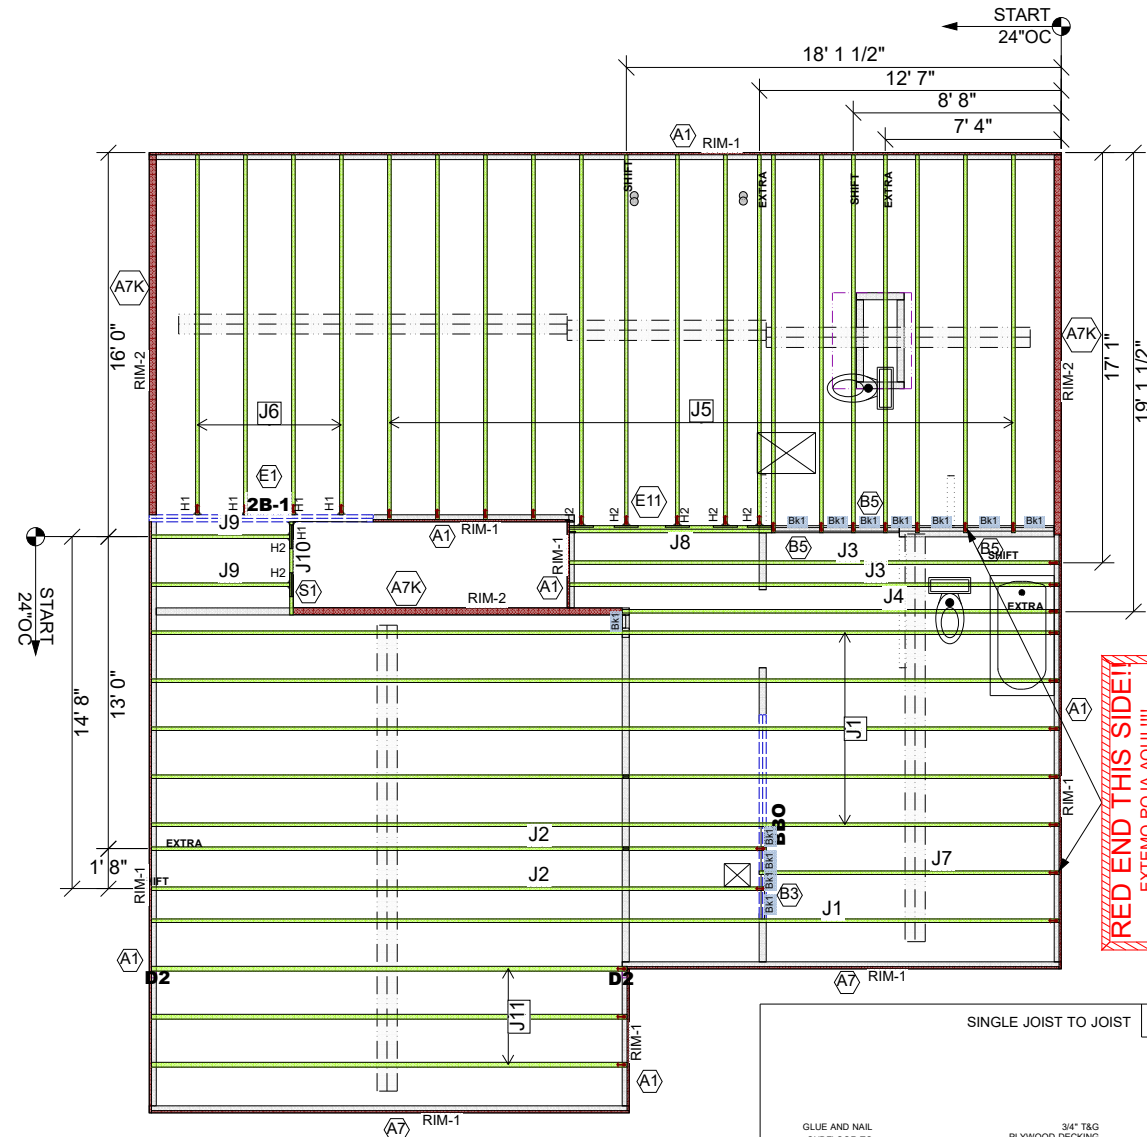 START
24"OC
18' 1 1/2"
12' 7"
8' 8"
7' 4"
A1
RIM-1
SHIFT
EXTRA
SHIFT
EXTRA
A7K
16' 0"
RIM-2
A7K
RIM-2
17' 1"
19' 1 1/2"
J6
J5
E1
H1
H1
H1
H1
2B-1
E11
H2
H2
H2
H2
H2
B5
Bk1
Bk1
Bk1
Bk1
Bk1
Bk1
Bk1
J9
RIM-1
A1
J8
B5
B5
SHIFT
H1
J10
H2
J9
S1
A7K
RIM-1
A1
RIM-2
J3
J3
J4
EXTRA
START
24"OC
Bk1
14' 8"
13' 0"
J1
A1
RIM-1
RED END THIS SIDE!!
BBO
Bk1
Bk1
Bk1
Bk1
EXTRA
J2
1' 8"
J7
J2
B3
RIM-1
J1
A1
D2
D2
A7
RIM-1
J11
RIM-1
A1
A7
RIM-1
SINGLE JOIST TO JOIST
GLUE AND NAIL
3/4" T&G